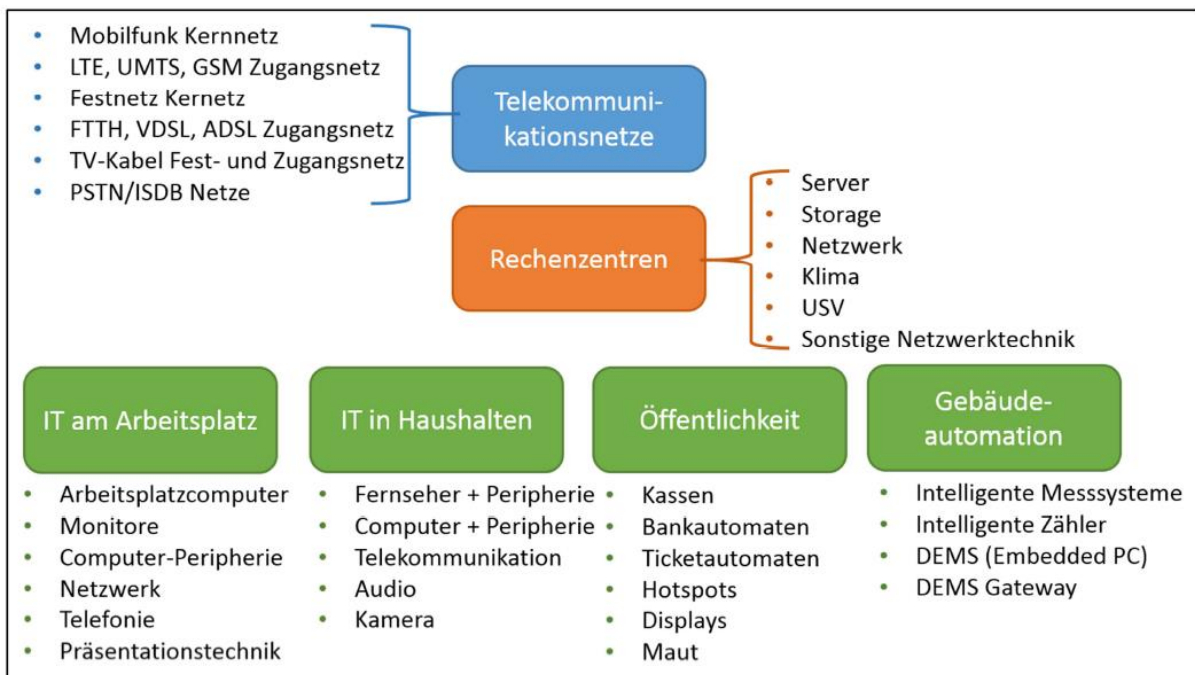 Mobilfunk Kernnetz
LTE, UMTS, GSM Zugangsnetz
Festnetz Kernetz
FTTH, VDSL, ADSL Zugangsnetz
TV-Kabel Fest- und Zugangsnetz
PSTN/ISDB Netze
Telekommuni-
kationsnetze
Rechenzentren
Server
Storage
Netzwerk
Klima
USV
Sonstige Netzwerktechnik
IT am Arbeitsplatz
Arbeitsplatzcomputer
Monitore
Computer-Peripherie
Netzwerk
Telefonie
Präsentationstechnik
IT in Haushalten
Fernseher + Peripherie
Computer + Peripherie
Telekommunikation
Audio
Kamera
Öffentlichkeit
Kassen
Bankautomaten
Ticketautomaten
Hotspots
Displays
Maut
Gebäude-
automation
Intelligente Messsysteme
Intelligente Zähler
DEMS (Embedded PC)
DEMS Gateway